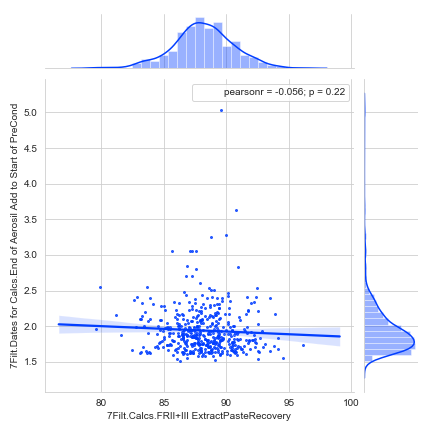 pearsonr = -0.056; p = 0.22
7Filt.Dates for Calcs.End of Aerosil Add to Start of PreCond
5.0
4.5
4.0
3.5
3.0
2.5
2.0
1.5
80 85 90 95 100
7Filt.Calcs.FRII+III ExtractPasteRecovery